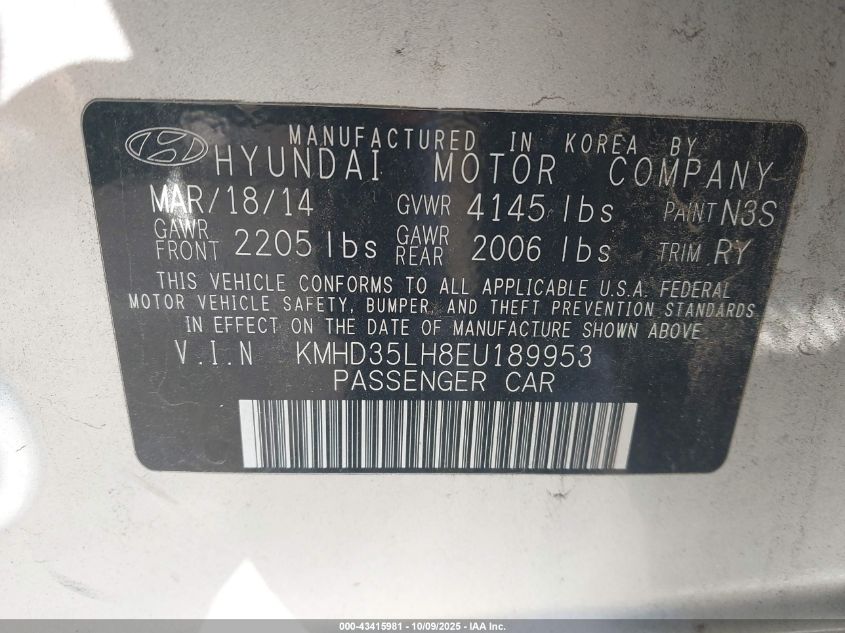 MANUFACTURED IN KOREA BY
HYUNDAI MOTOR COMPANY
MAR/18/14 GVWR 4145 lbs PAINT N3S
GAWR FRONT 2205 lbs GAWR REAR 2006 lbs TRIM RY
THIS VEHICLE CONFORMS TO ALL APPLICABLE U.S.A. FEDERAL
MOTOR VEHICLE SAFETY, BUMPER, AND THEFT PREVENTION STANDARDS
IN EFFECT ON THE DATE OF MANUFACTURE SHOWN ABOVE
V.I.N KMHD35LH8EU189953
PASSENGER CAR
000-43415981 - 10/09/2025 - IAA Inc.